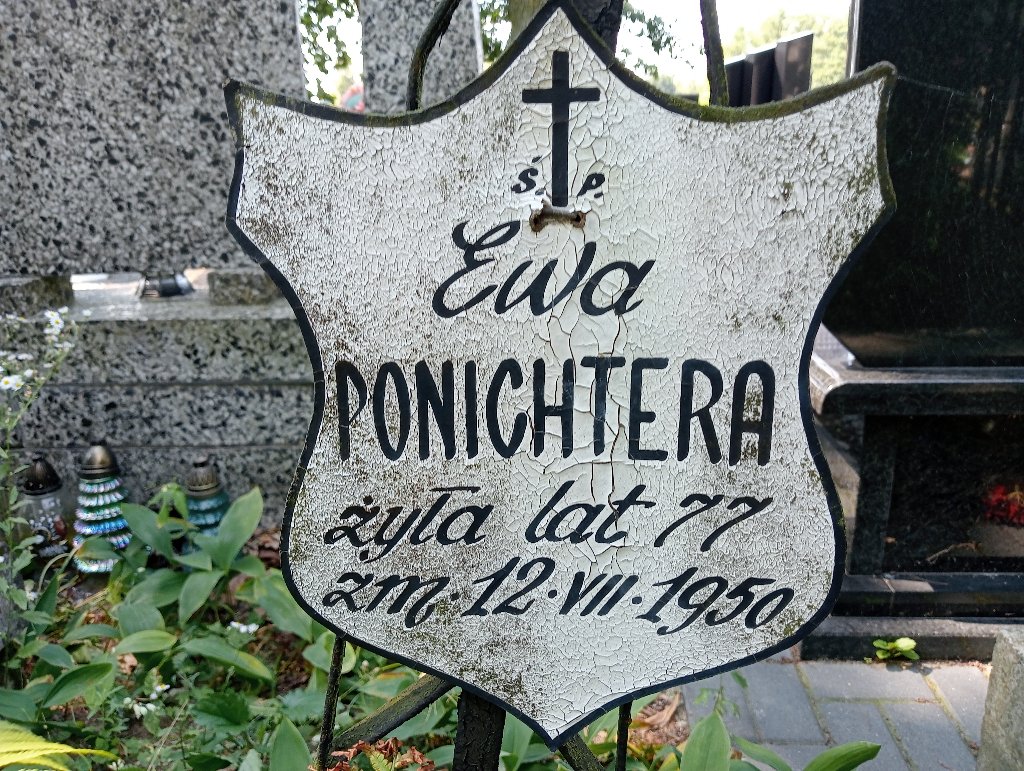 Ś. P.
Ewa
PONICHTERA
żyła lat 77
zm. 12.VII.1950